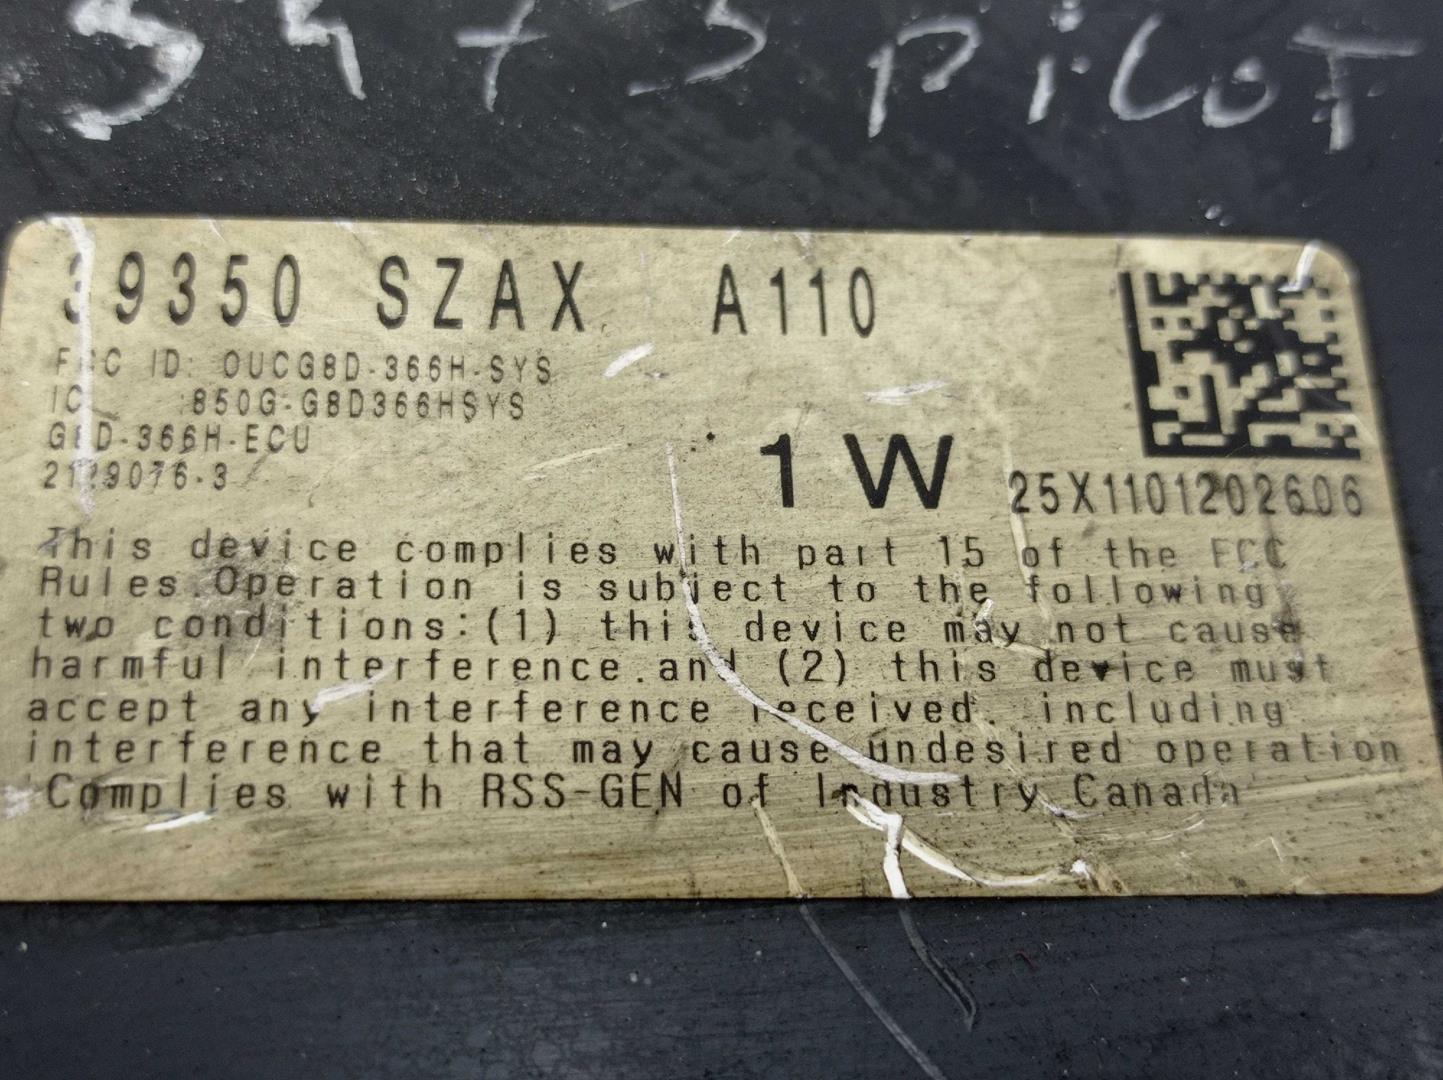 PiLOT
39350 SZAX A110
FCC ID: OUCG8D-366H-SYS
IC :850G-G8D366HSYS
G8D-366H-ECU
1W
25X1101202606
This device complies with part 15 of the FCC
Rules.Operation is subject to the following
two conditions:(1) this device may not cause
harmful interference.and (2) this device must
accept any interference received. including
interference that may cause undesired operation
Complies with RSS-GEN of Industry Canada